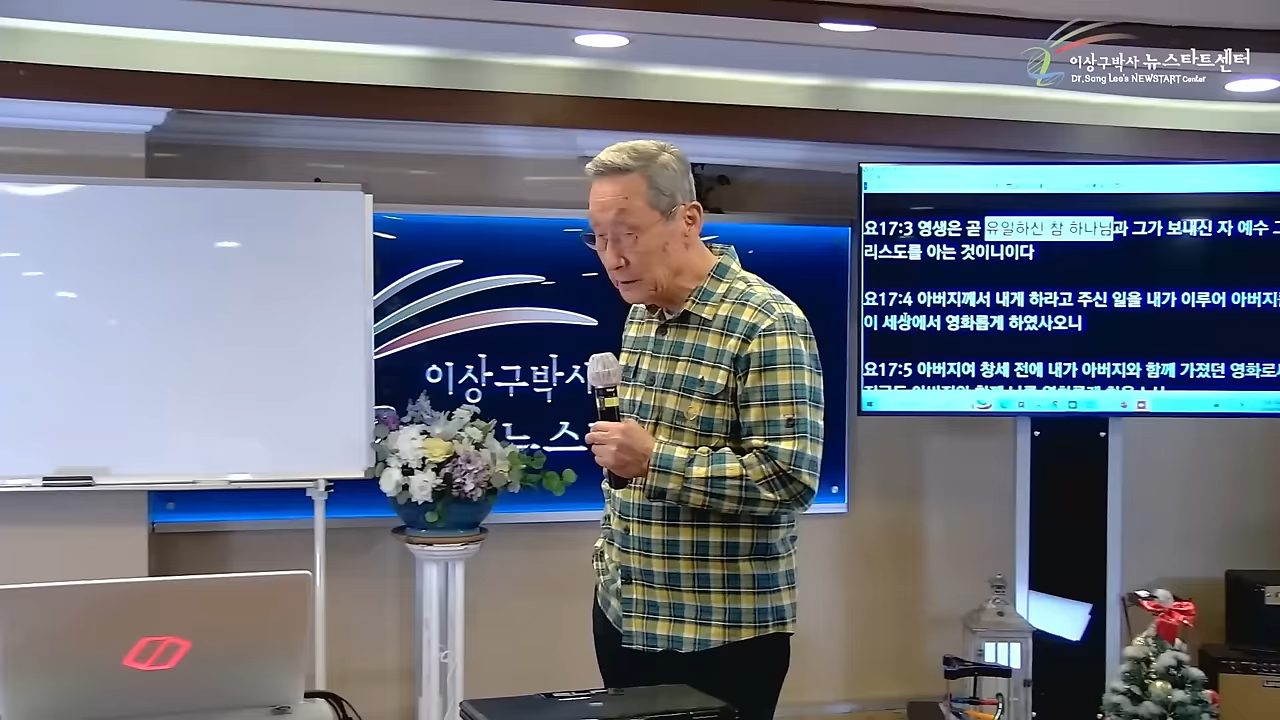 이상구박사 뉴스타트센터
Dr. Sang Lee's NEWSTART Center
이상구박사
뉴스
요17:3 영생은 곧 유일하신 참 하나님과 그가 보내신 자 예수 그
리스도를 아는 것이니이다
요17:4 아버지께서 내게 하라고 주신 일을 내가 이루어 아버지를
이 세상에서 영화롭게 하였사오니
요17:5 아버지여 창세 전에 내가 아버지와 함께 가졌던 영화로써